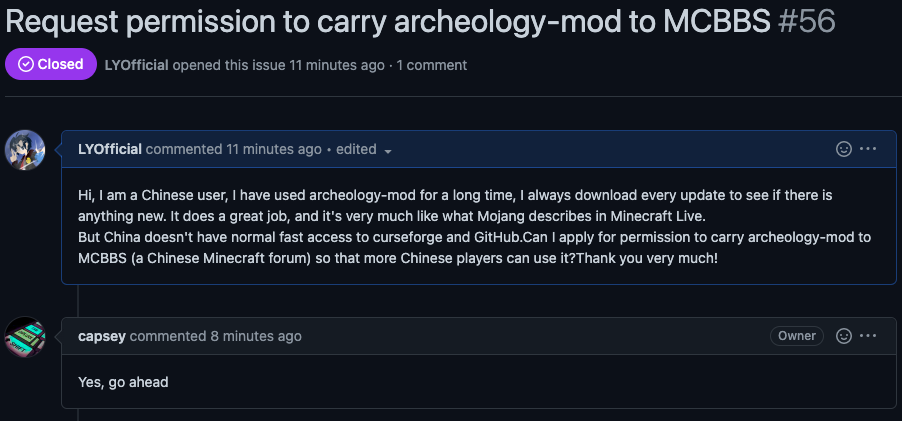 Request permission to carry archeology-mod to MCBBS #56
Closed LYOfficial opened this issue 11 minutes ago · 1 comment
LYOfficial commented 11 minutes ago • edited
Hi, I am a Chinese user, I have used archeology-mod for a long time, I always download every update to see if there is
anything new. It does a great job, and it's very much like what Mojang describes in Minecraft Live.
But China doesn't have normal fast access to curseforge and GitHub.Can I apply for permission to carry archeology-mod to
MCBBS (a Chinese Minecraft forum) so that more Chinese players can use it?Thank you very much!
capsey commented 8 minutes ago Owner
Yes, go ahead